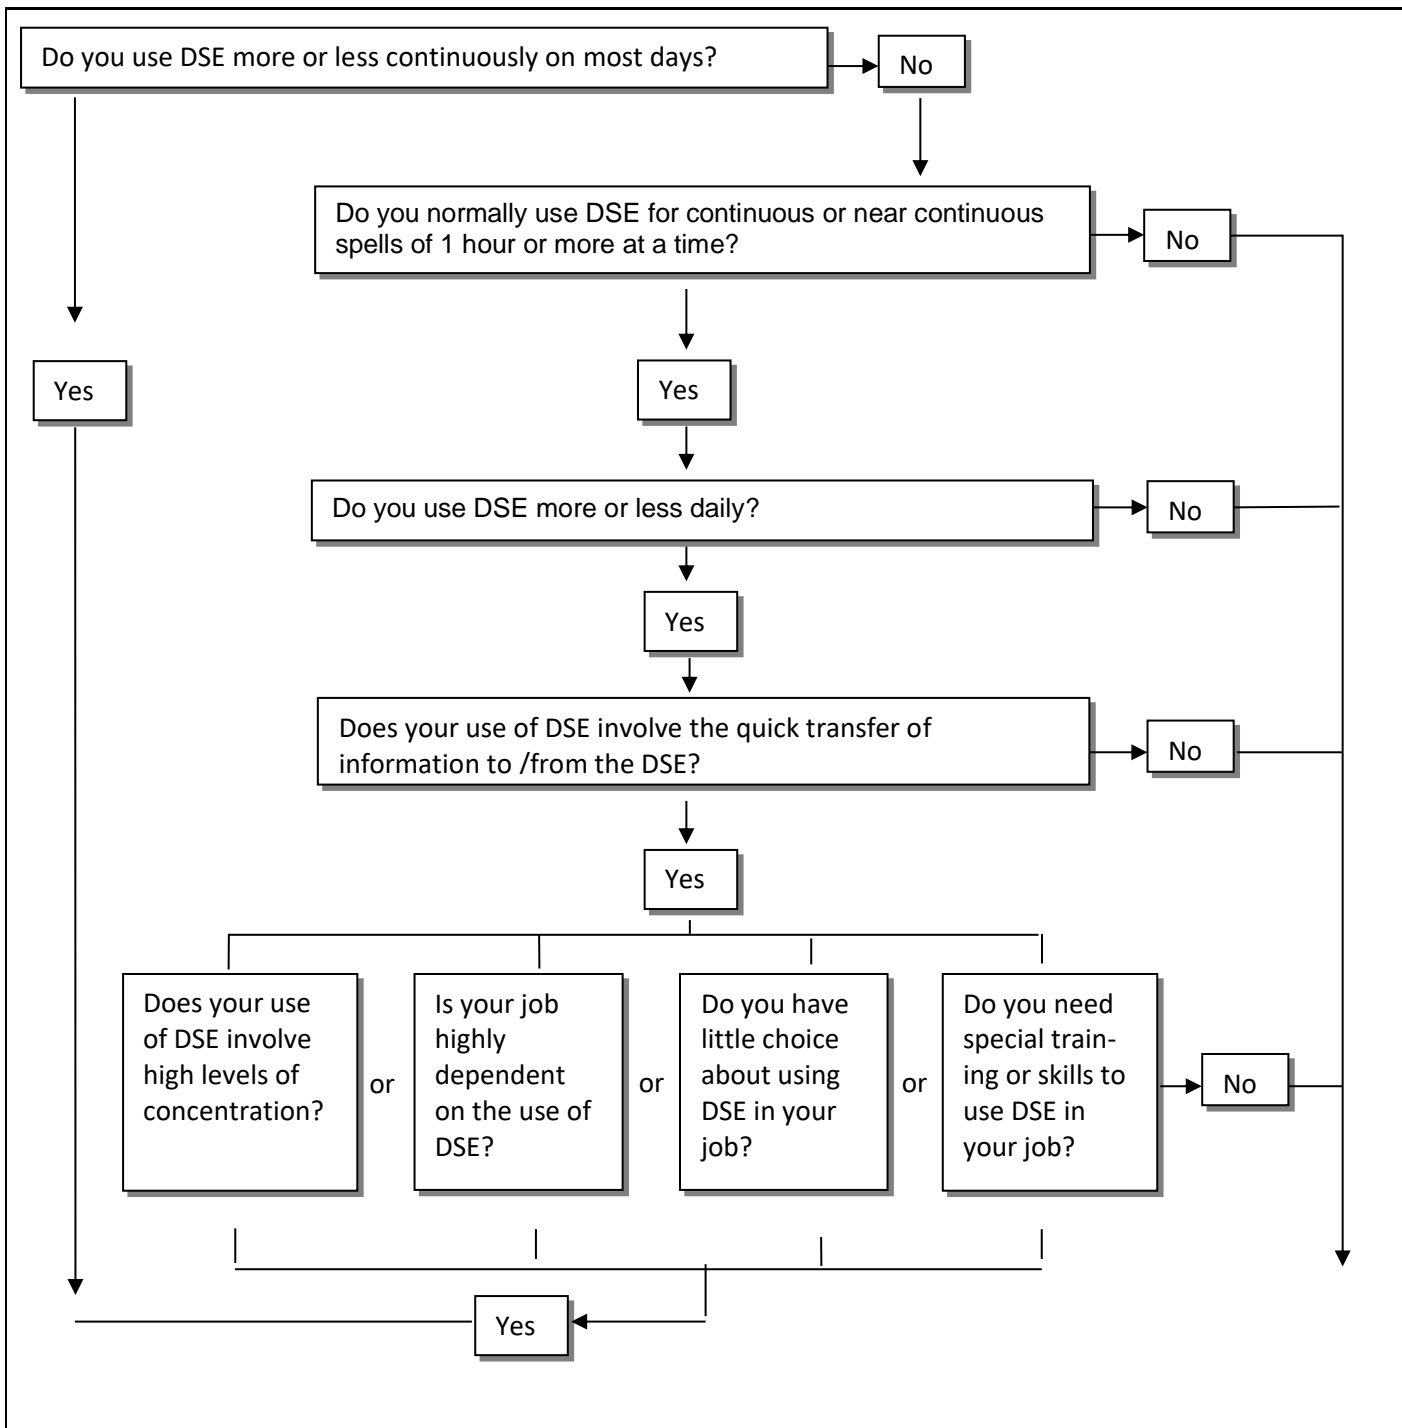 Do you use DSE more or less continuously on most days?
No
Do you normally use DSE for continuous or near continuous
spells of 1 hour or more at a time?
No
Yes
Yes
Do you use DSE more or less daily?
No
Yes
Does your use of DSE involve the quick transfer of
information to /from the DSE?
No
Yes
Does your use
of DSE involve
high levels of
concentration?
or
Is your job
highly
dependent
on the use of
DSE?
or
Do you have
little choice
about using
DSE in your
job?
or
Do you need
special train-
ing or skills to
use DSE in
your job?
No
Yes